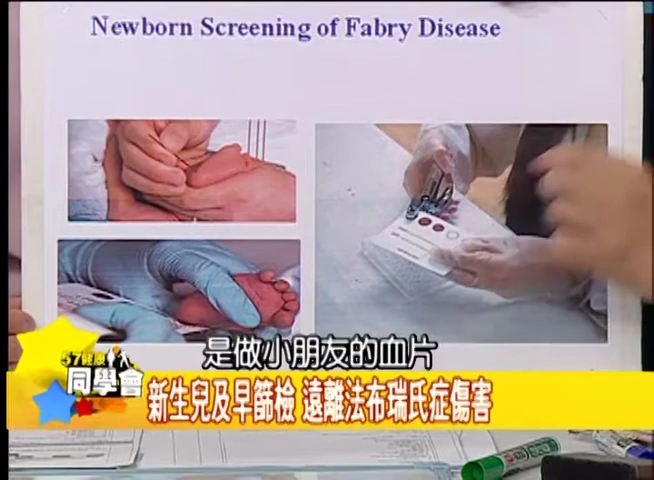 Newborn Screening of Fabry Disease
是做小朋友的血片
57健康
同學會
新生兒及早篩檢 遠離法布瑞氏症傷害